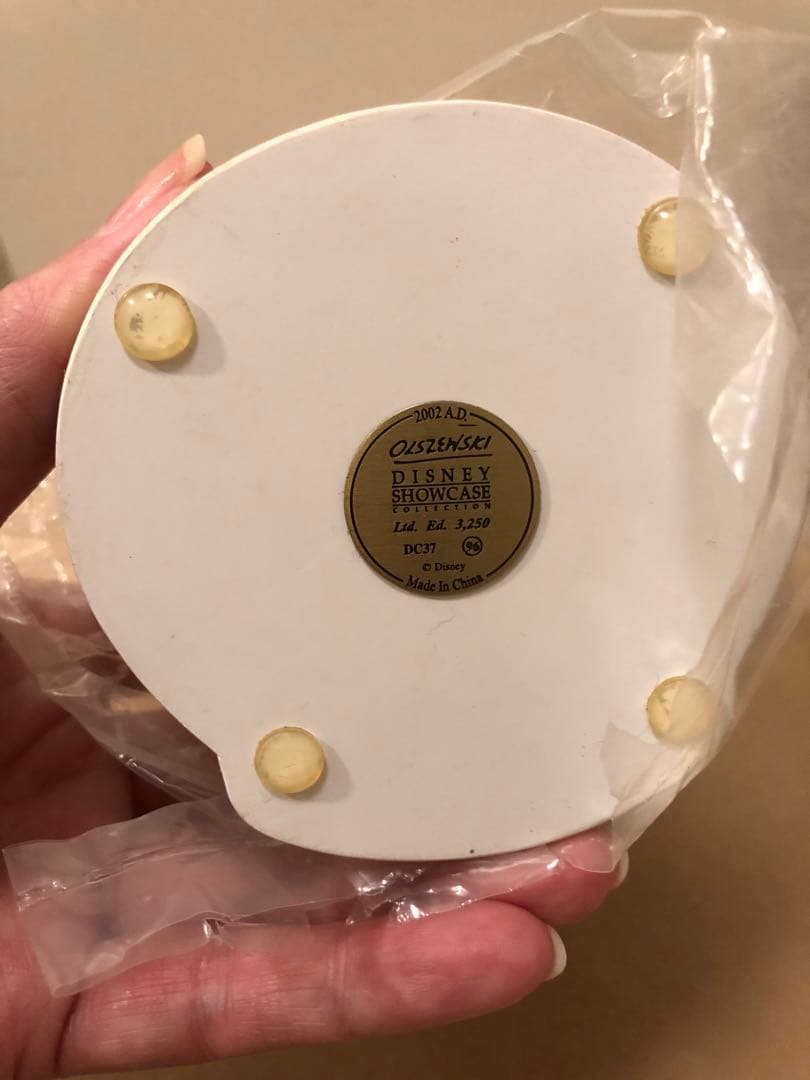 2002 A.D.
OLSZEWSKI
DISNEY
SHOWCASE
COLLECTION
Ltd. Ed. 3,250
DC37 96
© Disney
Made In China